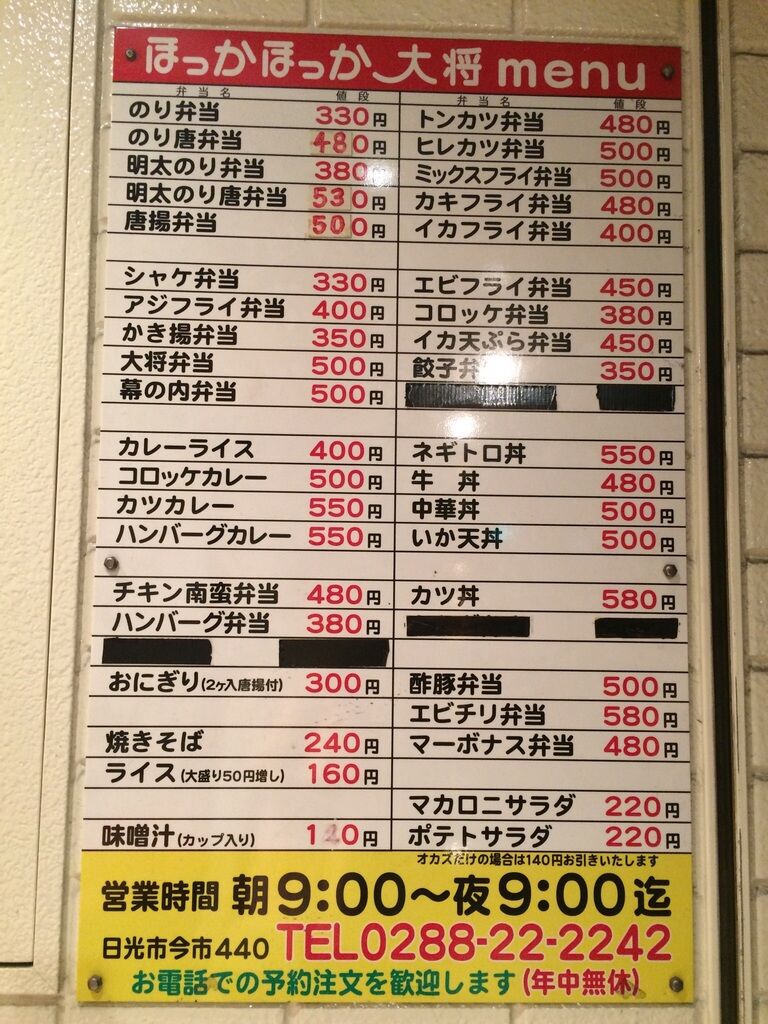 ほっかほっか大将 menu
弁当名 値段
のり弁当 330円
のり唐弁当 480円
明太のり弁当 380円
明太のり唐弁当 530円
唐揚弁当 500円
シャケ弁当 330円
アジフライ弁当 400円
かき揚弁当 350円
大将弁当 500円
幕の内弁当 500円
カレーライス 400円
コロッケカレー 500円
カツカレー 550円
ハンバーグカレー 550円
チキン南蛮弁当 480円
ハンバーグ弁当 380円
おにぎり(2ヶ入唐揚付) 300円
焼きそば 240円
ライス(大盛り50円増し) 160円
味噌汁(カップ入り)
弁当名 値段
トンカツ弁当 480円
ヒレカツ弁当 500円
ミックスフライ弁当 500円
カキフライ弁当 480円
イカフライ弁当 400円
エビフライ弁当 450円
コロッケ弁当 380円
イカ天ぷら弁当 450円
餃子弁 350円
ネギトロ丼 550円
牛 丼 480円
中華丼 500円
いか天丼 500円
カツ丼 580円
酢豚弁当 500円
エビチリ弁当 580円
マーボナス弁当 480円
マカロニサラダ 220円
ポテトサラダ 220円
オカズだけの場合は140円お引きいたします
営業時間 朝9:00〜夜9:00迄
日光市今市440 TEL0288-22-2242
お電話での予約注文を歓迎します(年中無休)